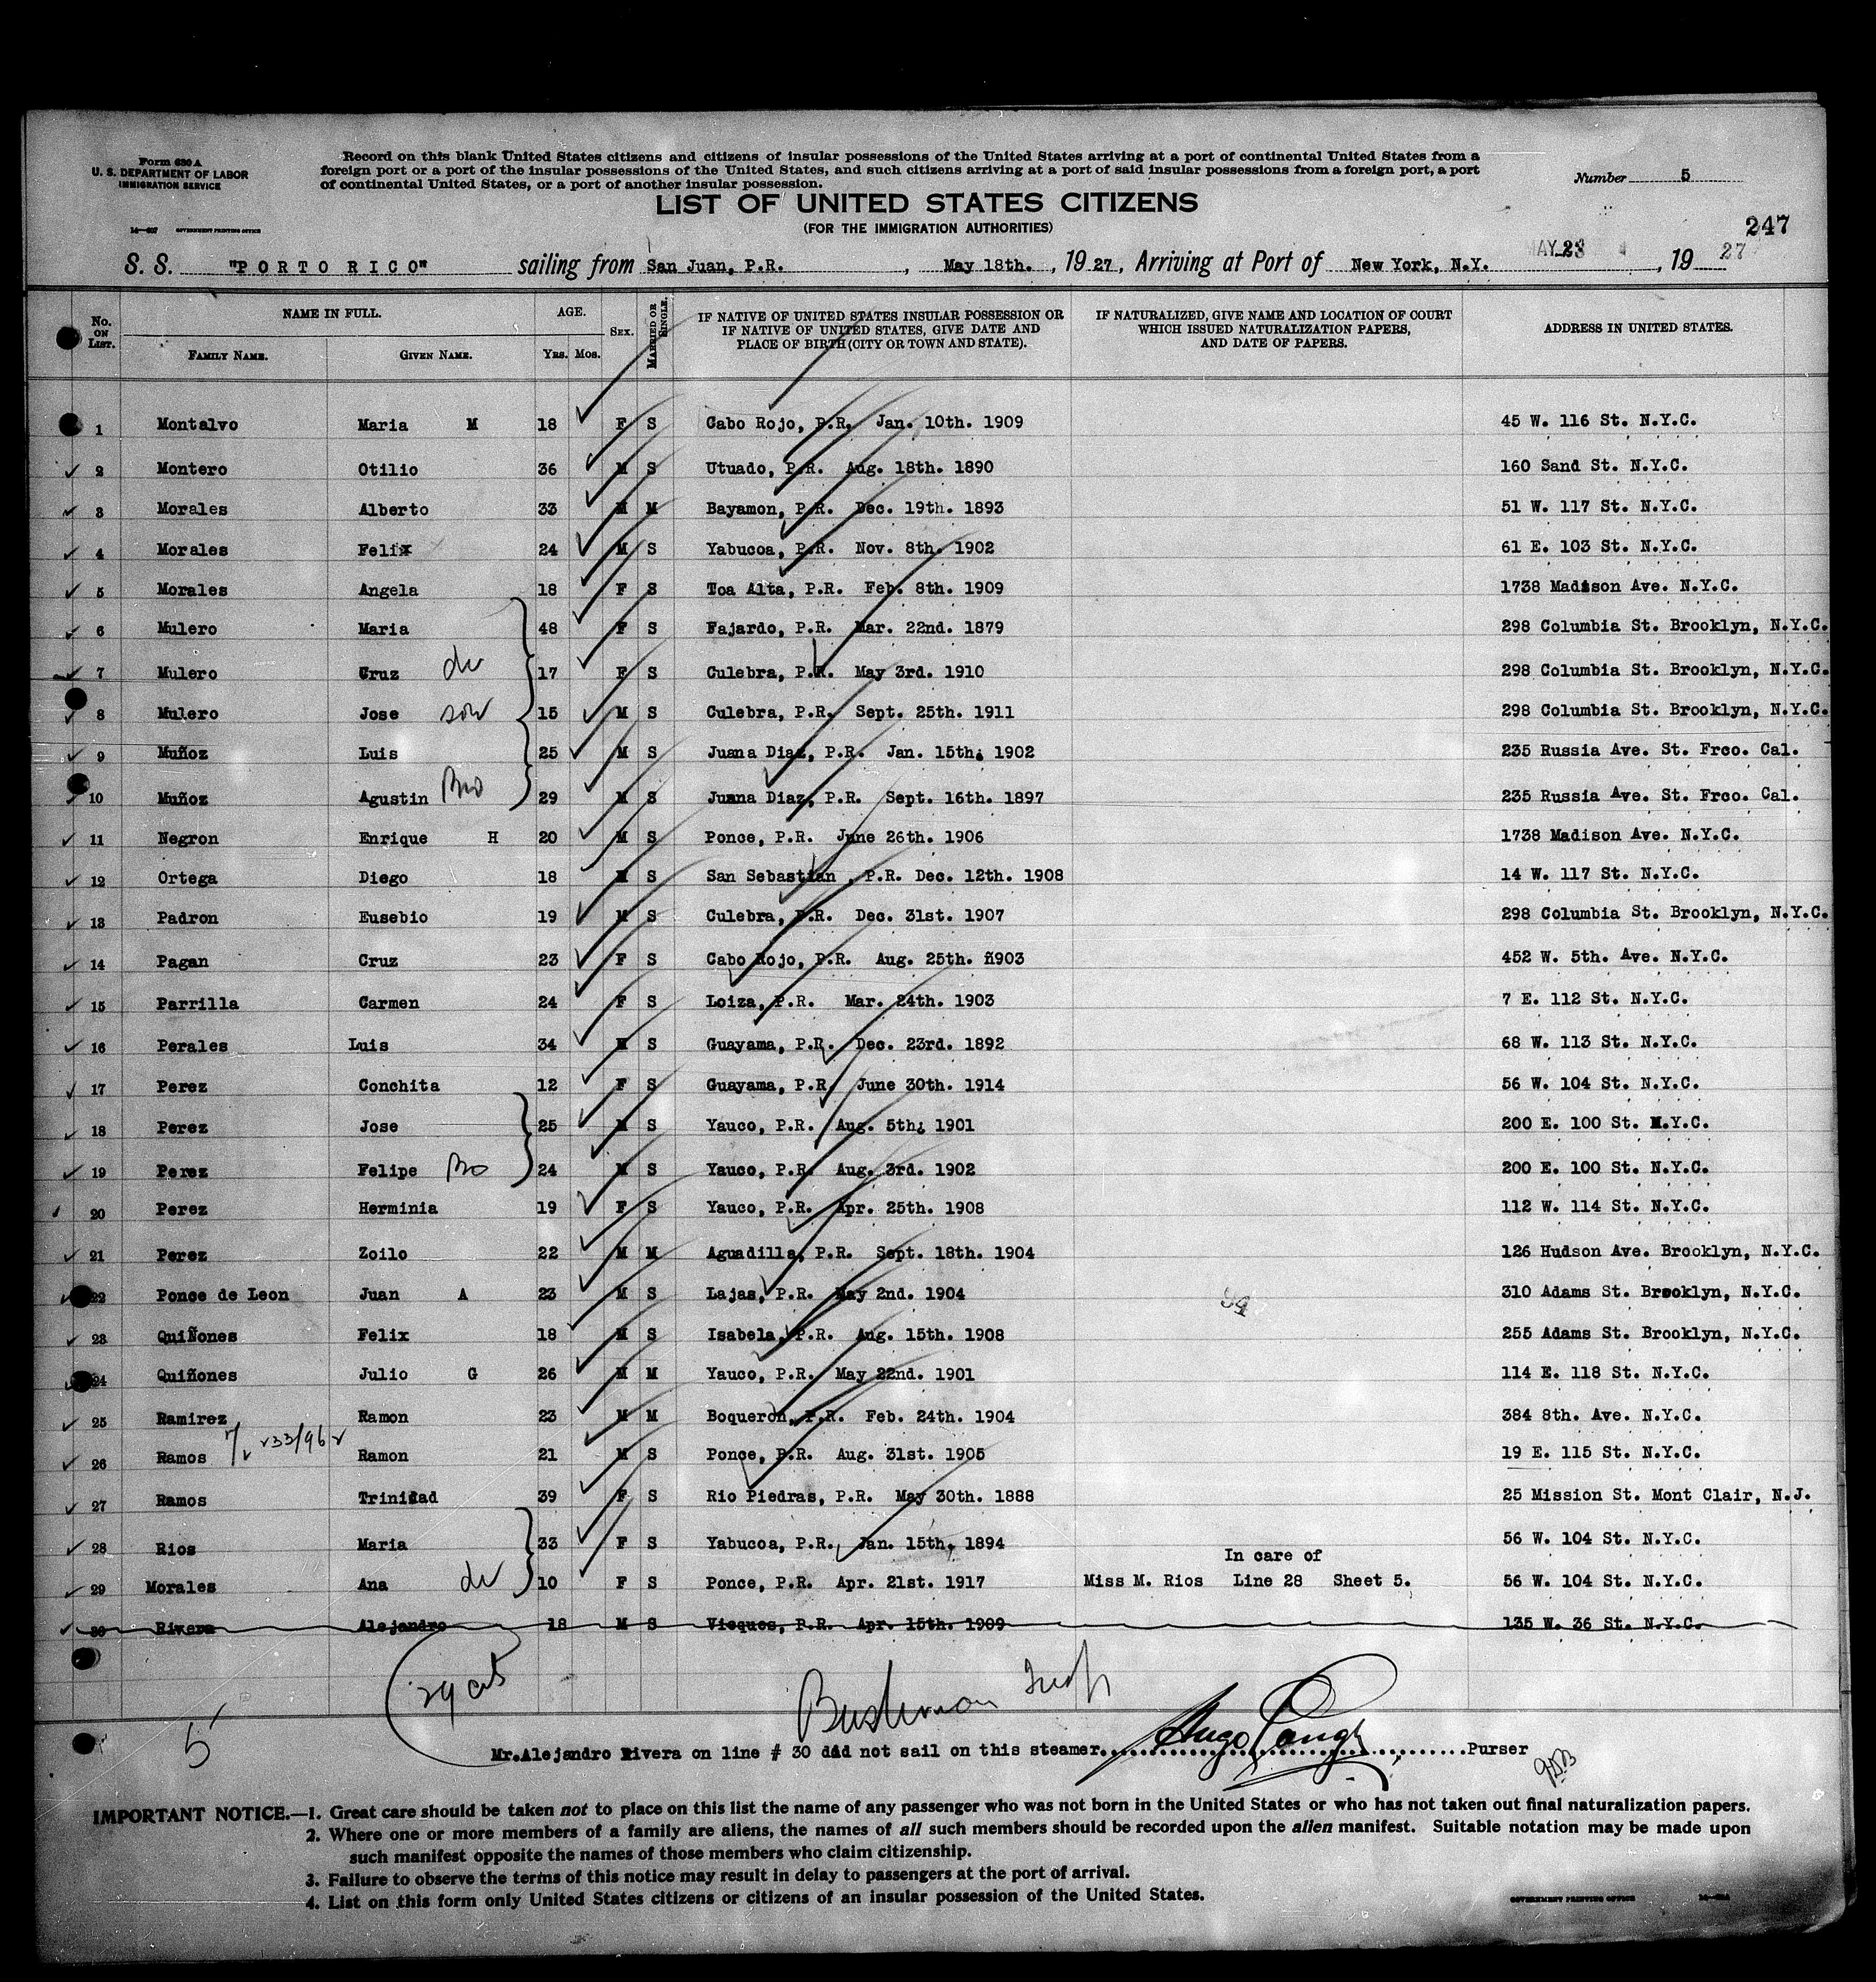 Form 630 A
U. S. DEPARTMENT OF LABOR
IMMIGRATION SERVICE
14—627 GOVERNMENT PRINTING OFFICE
Record on this blank United States citizens and citizens of insular possessions of the United States arriving at a port of continental United States from a
foreign port or a port of the insular possessions of the United States, and such citizens arriving at a port of said insular possessions from a foreign port, a port
of continental United States, or a port of another insular possession.
Number 5
LIST OF UNITED STATES CITIZENS
(FOR THE IMMIGRATION AUTHORITIES)
247
S. S. "PORTO RICO" sailing from San Juan, P.R. , May 18th. , 1927, Arriving at Port of New York, N.Y. MAY 23 , 1927
No. ON LIST. NAME IN FULL. FAMILY NAME. GIVEN NAME. AGE. YRS. MOS. SEX. MARRIED OR SINGLE. IF NATIVE OF UNITED STATES INSULAR POSSESSION OR IF NATIVE OF UNITED STATES, GIVE DATE AND PLACE OF BIRTH (CITY OR TOWN AND STATE). IF NATURALIZED, GIVE NAME AND LOCATION OF COURT WHICH ISSUED NATURALIZATION PAPERS, AND DATE OF PAPERS. ADDRESS IN UNITED STATES.
1 Montalvo Maria M 18 F S Cabo Rojo, P.R. Jan. 10th. 1909 45 W. 116 St. N.Y.C.
2 Montero Otilio 36 M S Utuado, P.R. Aug. 18th. 1890 160 Sand St. N.Y.C.
3 Morales Alberto 33 M M Bayamon, P.R. Dec. 19th. 1893 51 W. 117 St. N.Y.C.
4 Morales Felix 24 M S Yabucoa, P.R. Nov. 8th. 1902 61 E. 103 St. N.Y.C.
5 Morales Angela 18 F S Toa Alta, P.R. Feb. 8th. 1909 1738 Madison Ave. N.Y.C.
6 Mulero Maria 48 F S Fajardo, P.R. Mar. 22nd. 1879 298 Columbia St. Brooklyn, N.Y.C.
7 Mulero Cruz 17 F S Culebra, P.R. May 3rd. 1910 298 Columbia St. Brooklyn, N.Y.C.
8 Mulero Jose son 15 M S Culebra, P.R. Sept. 25th. 1911 298 Columbia St. Brooklyn, N.Y.C.
9 Muñoz Luis 25 M S Juana Diaz, P.R. Jan. 15th. 1902 235 Russia Ave. St. Frco. Cal.
10 Muñoz Agustin Bro 29 M S Juana Diaz, P.R. Sept. 16th. 1897 235 Russia Ave. St. Frco. Cal.
11 Negron Enrique H 20 M S Ponce, P.R. June 26th. 1906 1738 Madison Ave. N.Y.C.
12 Ortega Diego 18 M S San Sebastian , P.R. Dec. 12th. 1908 14 W. 117 St. N.Y.C.
13 Padron Eusebio 19 M S Culebra, P.R. Dec. 31st. 1907 298 Columbia St. Brooklyn, N.Y.C.
14 Pagan Cruz 23 F S Cabo Rojo, P.R. Aug. 25th. 1903 452 W. 5th. Ave. N.Y.C.
15 Parrilla Carmen 24 F S Loiza, P.R. Mar. 24th. 1903 7 E. 112 St. N.Y.C.
16 Perales Luis 34 M S Guayama, P.R. Dec. 23rd. 1892 68 W. 113 St. N.Y.C.
17 Perez Conchita 12 F S Guayama, P.R. June 30th. 1914 56 W. 104 St. N.Y.C.
18 Perez Jose 25 M S Yauco, P.R. Aug. 5th. 1901 200 E. 100 St. N.Y.C.
19 Perez Felipe Bro 24 M S Yauco, P.R. Aug. 3rd. 1902 200 E. 100 St. N.Y.C.
20 Perez Herminia 19 F S Yauco, P.R. Apr. 25th. 1908 112 W. 114 St. N.Y.C.
21 Perez Zoilo 22 M M Aguadilla, P.R. Sept. 18th. 1904 126 Hudson Ave. Brooklyn, N.Y.C.
22 Ponce de Leon Juan A 23 M S Lajas, P.R. May 2nd. 1904 310 Adams St. Brooklyn, N.Y.C.
23 Quiñones Felix 18 M S Isabela, P.R. Aug. 15th. 1908 255 Adams St. Brooklyn, N.Y.C.
24 Quiñones Julio G 26 M M Yauco, P.R. May 22nd. 1901 114 E. 118 St. N.Y.C.
25 Ramirez Ramon 23 M M Boqueron, P.R. Feb. 24th. 1904 384 8th. Ave. N.Y.C.
26 Ramos Ramon 21 M S Ponce, P.R. Aug. 31st. 1905 19 E. 115 St. N.Y.C.
27 Ramos Trinidad 39 F S Rio Piedras, P.R. May 30th. 1888 25 Mission St. Mont Clair, N.J.
28 Rios Maria 33 F S Yabucoa, P.R. Jan. 15th. 1894 56 W. 104 St. N.Y.C.
In care of
29 Morales Ana 10 F S Ponce, P.R. Apr. 21st. 1917 Miss M. Rios Line 28 Sheet 5. 56 W. 104 St. N.Y.C.
30 Rivera Alejandro 18 M S Vieques, P.R. Apr. 15th. 1909 135 W. 36 St. N.Y.C.
5
Mr.Alejandro Rivera on line # 30 did not sail on this steamer. Purser
IMPORTANT NOTICE.—1. Great care should be taken not to place on this list the name of any passenger who was not born in the United States or who has not taken out final naturalization papers.
2. Where one or more members of a family are aliens, the names of all such members should be recorded upon the alien manifest. Suitable notation may be made upon
such manifest opposite the names of those members who claim citizenship.
3. Failure to observe the terms of this notice may result in delay to passengers at the port of arrival.
4. List on this form only United States citizens or citizens of an insular possession of the United States.
GOVERNMENT PRINTING OFFICE